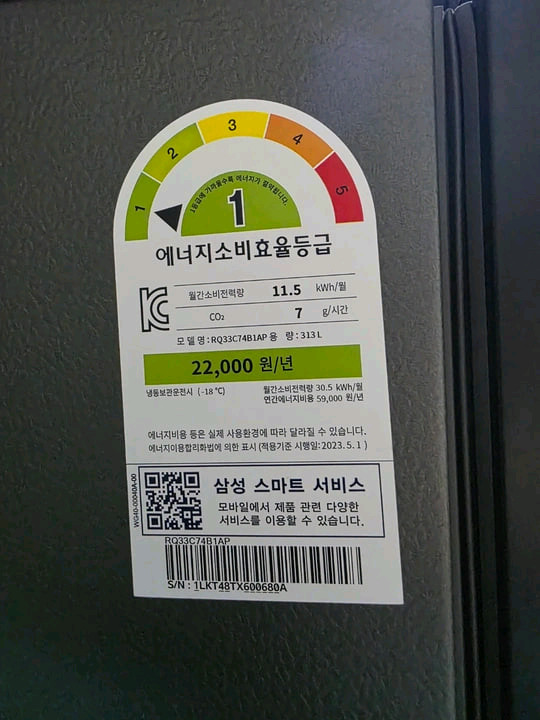 1 2 3 4 5
1등급에 가까울수록 에너지가 절약됩니다.
1
에너지소비효율등급
월간소비전력량 11.5 kWh/월
CO₂ 7 g/시간
모 델 명 : RQ33C74B1AP 용 량 : 313 L
22,000 원/년
냉동보관운전시 (-18 ℃) 월간소비전력량 30.5 kWh/월
연간에너지비용 59,000 원/년
에너지비용 등은 실제 사용환경에 따라 달라질 수 있습니다.
에너지이용합리화법에 의한 표시 (적용기준 시행일:2023. 5. 1 )
WG40-00040A-00
삼성 스마트 서비스
모바일에서 제품 관련 다양한
서비스를 이용할 수 있습니다.
RQ33C74B1AP
S/N : 1LKT48TX600680A